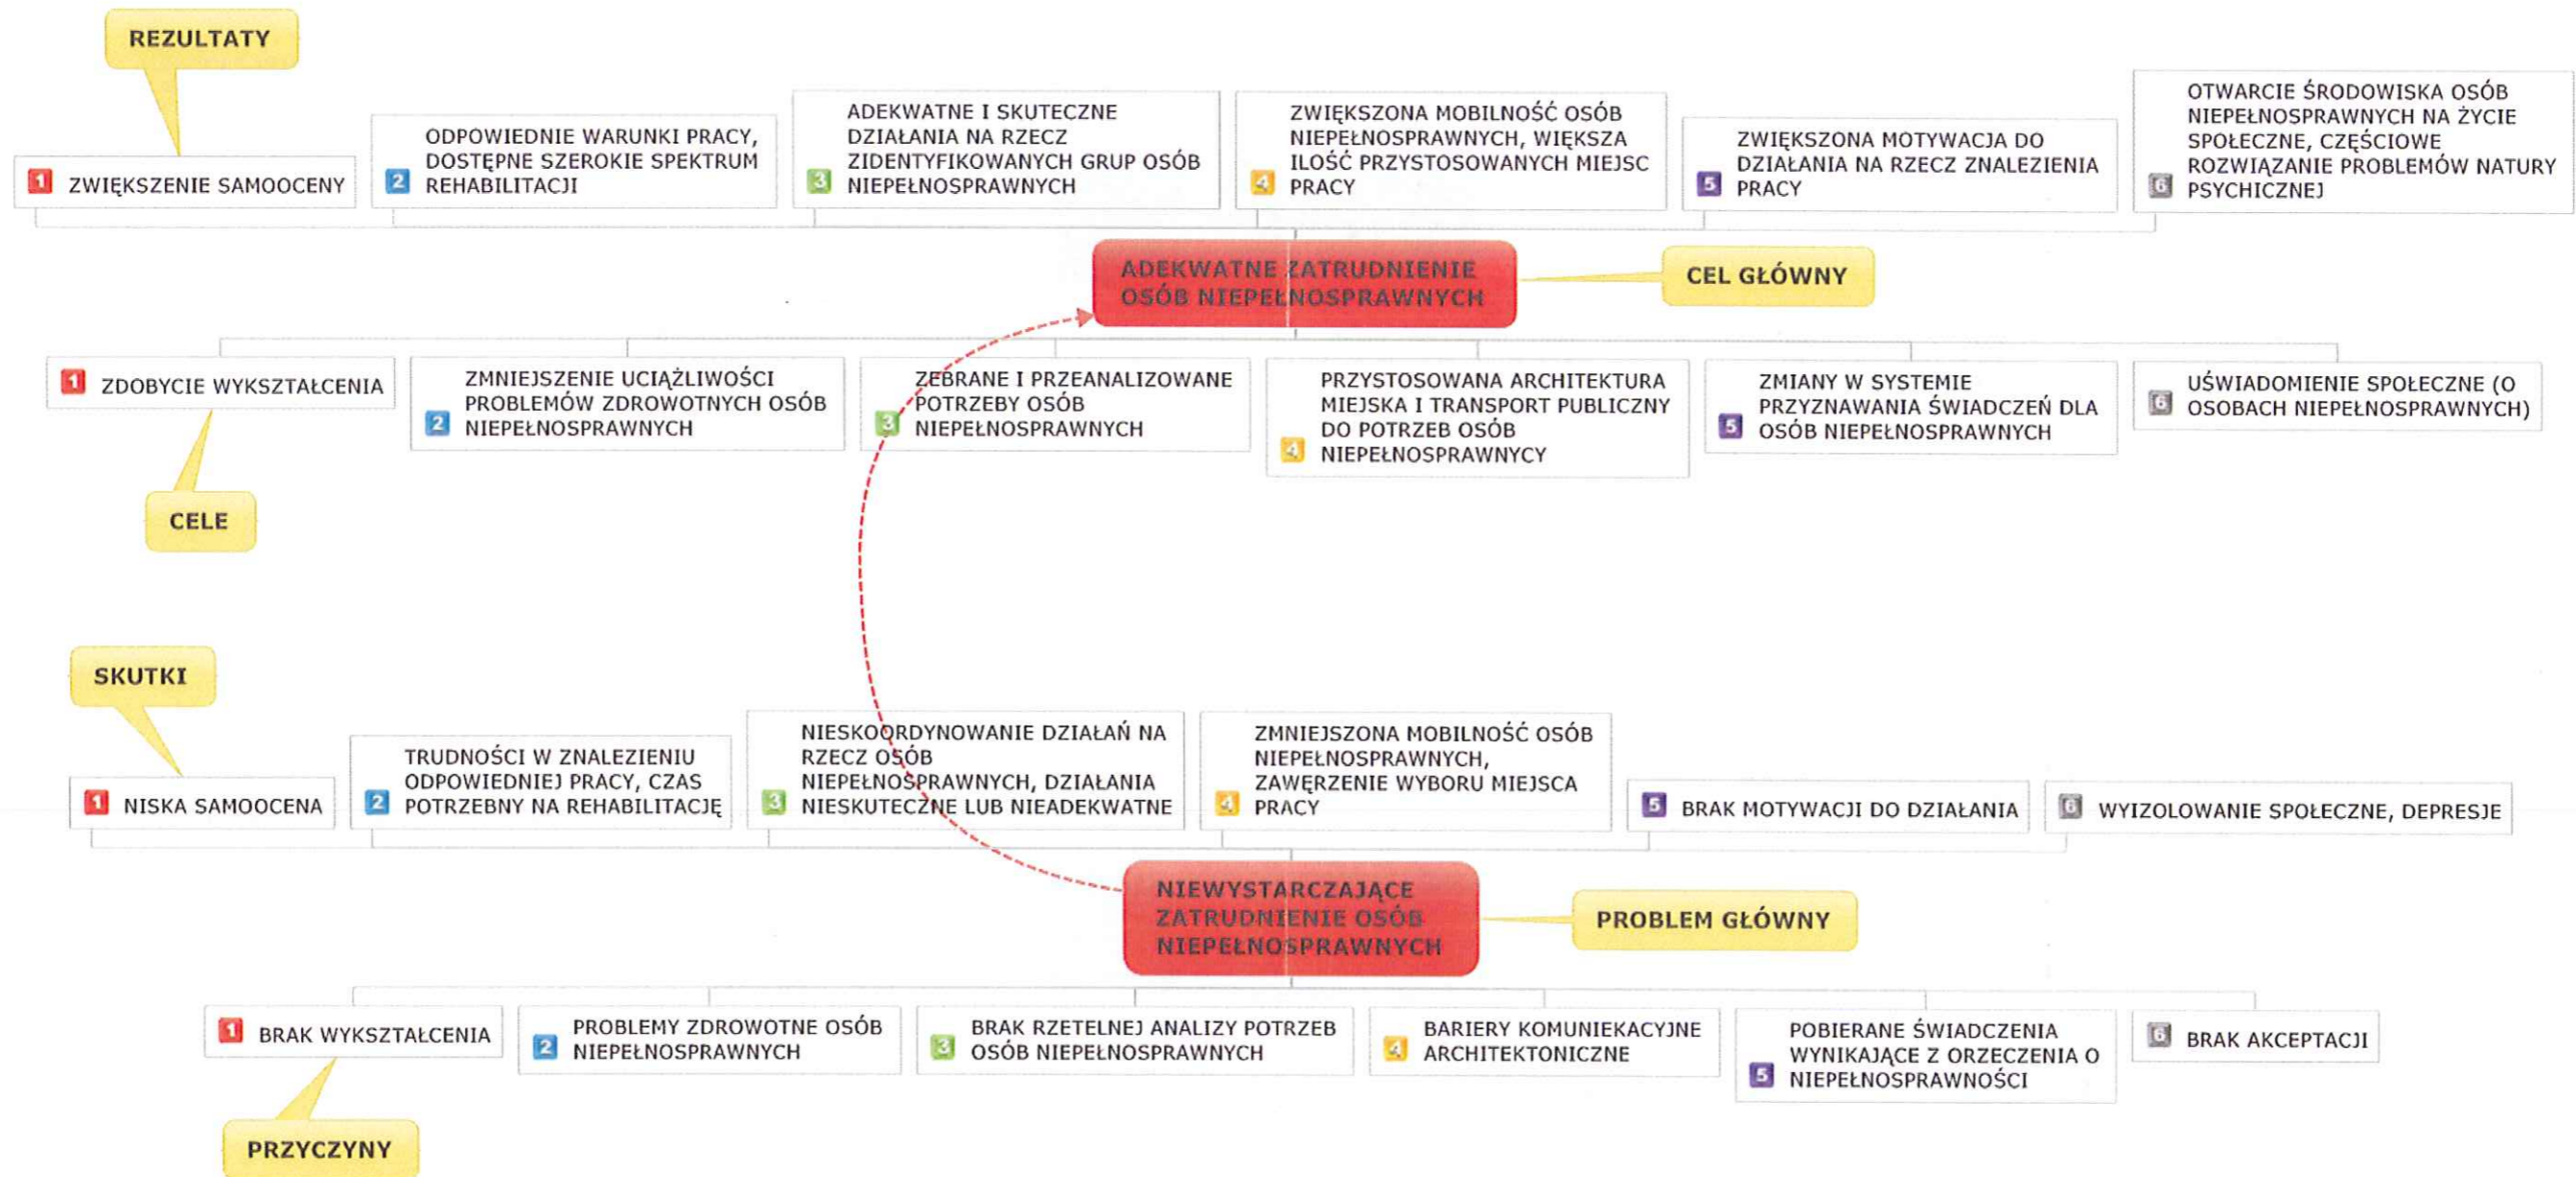 REZULTATY
1 ZWIĘKSZENIE SAMOOCENY
ODPOWIEDNIE WARUNKI PRACY,
DOSTĘPNE SZEROKIE SPEKTRUM
2 REHABILITACJI
ADEKWATNE I SKUTECZNE
DZIAŁANIA NA RZECZ
ZIDENTYFIKOWANYCH GRUP OSÓB
3 NIEPEŁNOSPRAWNYCH
ZWIĘKSZONA MOBILNOŚĆ OSÓB
NIEPEŁNOSPRAWNYCH, WIĘKSZA
ILOŚĆ PRZYSTOSOWANYCH MIEJSC
4 PRACY
ZWIĘKSZONA MOTYWACJA DO
DZIAŁANIA NA RZECZ ZNALEZIENIA
5 PRACY
OTWARCIE ŚRODOWISKA OSÓB
NIEPEŁNOSPRAWNYCH NA ŻYCIE
SPOŁECZNE, CZĘŚCIOWE
ROZWIĄZANIE PROBLEMÓW NATURY
6 PSYCHICZNEJ
ADEKWATNE ZATRUDNIENIE
OSÓB NIEPEŁNOSPRAWNYCH
CEL GŁÓWNY
1 ZDOBYCIE WYKSZTAŁCENIA
ZMNIEJSZENIE UCIĄŻLIWOŚCI
PROBLEMÓW ZDROWOTNYCH OSÓB
2 NIEPEŁNOSPRAWNYCH
ZEBRANE I PRZEANALIZOWANE
POTRZEBY OSÓB
3 NIEPEŁNOSPRAWNYCH
PRZYSTOSOWANA ARCHITEKTURA
MIEJSKA I TRANSPORT PUBLICZNY
DO POTRZEB OSÓB
4 NIEPEŁNOSPRAWNYCY
ZMIANY W SYSTEMIE
PRZYZNAWANIA ŚWIADCZEŃ DLA
5 OSÓB NIEPEŁNOSPRAWNYCH
UŚWIADOMIENIE SPOŁECZNE (O
6 OSOBACH NIEPEŁNOSPRAWNYCH)
CELE
SKUTKI
1 NISKA SAMOOCENA
TRUDNOŚCI W ZNALEZIENIU
ODPOWIEDNIEJ PRACY, CZAS
2 POTRZEBNY NA REHABILITACJĘ
NIESKOORDYNOWANIE DZIAŁAŃ NA
RZECZ OSÓB
NIEPEŁNOSPRAWNYCH, DZIAŁANIA
3 NIESKUTECZNE LUB NIEADEKWATNE
ZMNIEJSZONA MOBILNOŚĆ OSÓB
NIEPEŁNOSPRAWNYCH,
ZAWĘRZENIE WYBORU MIEJSCA
4 PRACY
5 BRAK MOTYWACJI DO DZIAŁANIA
6 WYIZOLOWANIE SPOŁECZNE, DEPRESJE
NIEWYSTARCZAJĄCE
ZATRUDNIENIE OSÓB
NIEPEŁNOSPRAWNYCH
PROBLEM GŁÓWNY
1 BRAK WYKSZTAŁCENIA
PROBLEMY ZDROWOTNE OSÓB
2 NIEPEŁNOSPRAWNYCH
BRAK RZETELNEJ ANALIZY POTRZEB
3 OSÓB NIEPEŁNOSPRAWNYCH
BARIERY KOMUNIEKACYJNE
4 ARCHITEKTONICZNE
POBIERANE ŚWIADCZENIA
WYNIKAJĄCE Z ORZECZENIA O
5 NIEPEŁNOSPRAWNOŚCI
6 BRAK AKCEPTACJI
PRZYCZYNY